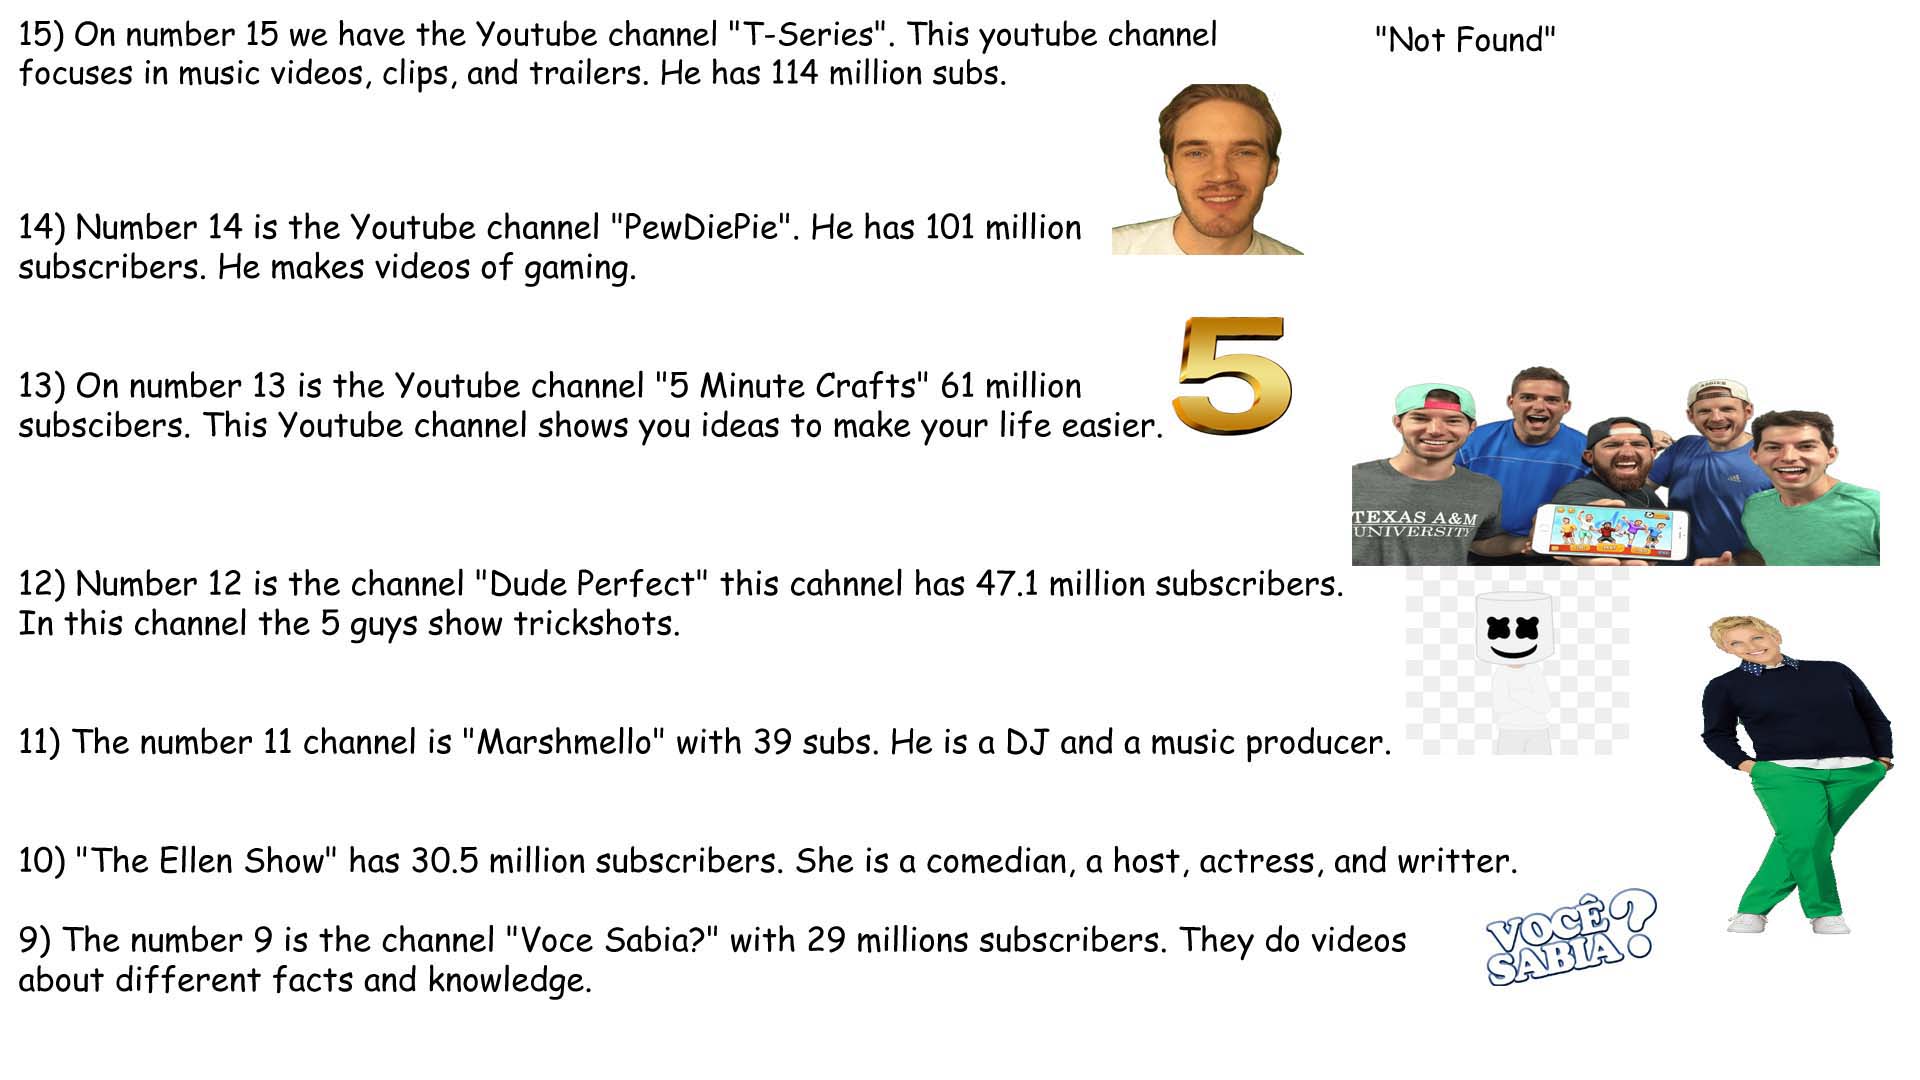 15) On number 15 we have the Youtube channel "T-Series". This youtube channel
focuses in music videos, clips, and trailers. He has 114 million subs.
"Not Found"
14) Number 14 is the Youtube channel "PewDiePie". He has 101 million
subscribers. He makes videos of gaming.
5
13) On number 13 is the Youtube channel "5 Minute Crafts" 61 million
subscibers. This Youtube channel shows you ideas to make your life easier.
TEXAS A&M
UNIVERSITY
12) Number 12 is the channel "Dude Perfect" this cahnnel has 47.1 million subscribers.
In this channel the 5 guys show trickshots.
11) The number 11 channel is "Marshmello" with 39 subs. He is a DJ and a music producer.
10) "The Ellen Show" has 30.5 million subscribers. She is a comedian, a host, actress, and writter.
9) The number 9 is the channel "Voce Sabia?" with 29 millions subscribers. They do videos
about different facts and knowledge.
VOCÊ
SABIA?